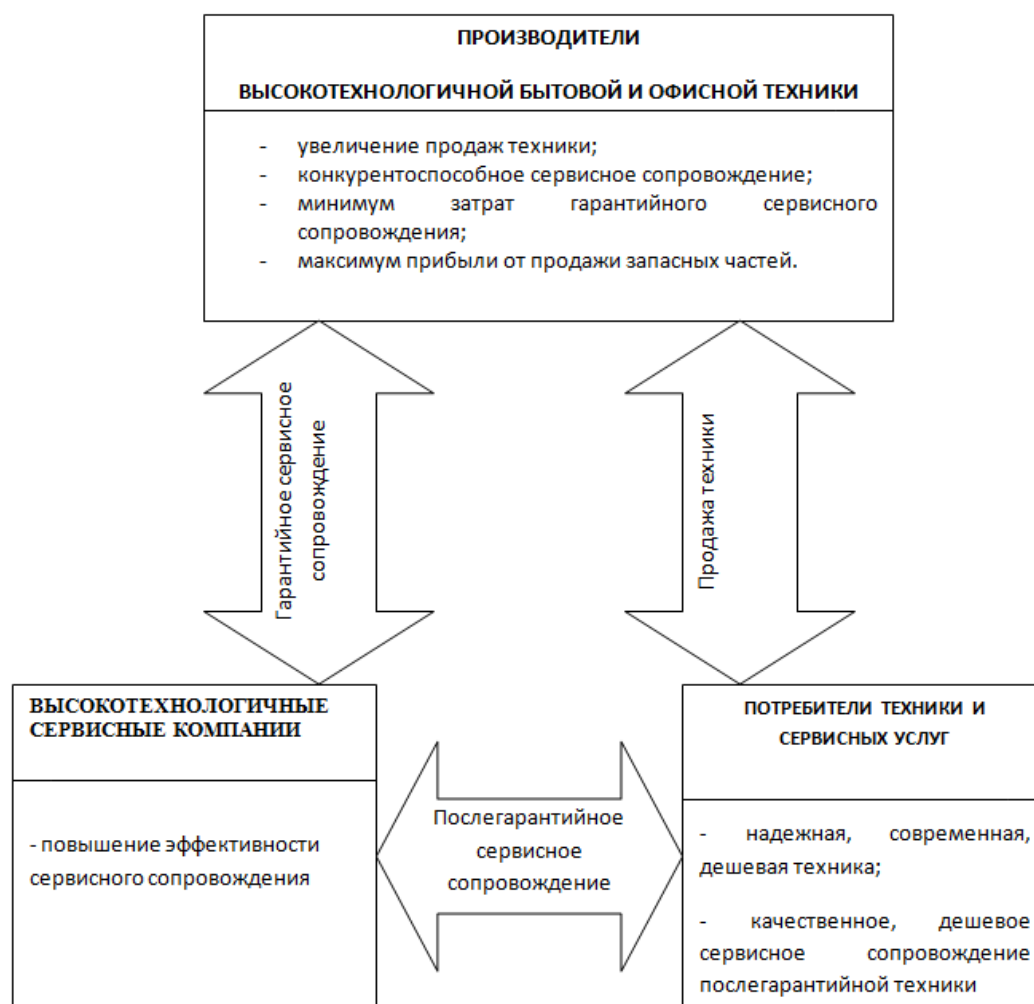 ПРОИЗВОДИТЕЛИ
ВЫСОКОТЕХНОЛОГИЧНОЙ БЫТОВОЙ И ОФИСНОЙ ТЕХНИКИ
- увеличение продаж техники;
- конкурентоспособное сервисное сопровождение;
- минимум затрат гарантийного сервисного
сопровождения;
- максимум прибыли от продажи запасных частей.
Гарантийное сервисное
сопровождение
Продажа техники
ВЫСОКОТЕХНОЛОГИЧНЫЕ
СЕРВИСНЫЕ КОМПАНИИ
- повышение эффективности
сервисного сопровождения
Послегарантийное
сервисное
сопровождение
ПОТРЕБИТЕЛИ ТЕХНИКИ И
СЕРВИСНЫХ УСЛУГ
- надежная, современная,
дешевая техника;
- качественное, дешевое
сервисное сопровождение
послегарантийной техники